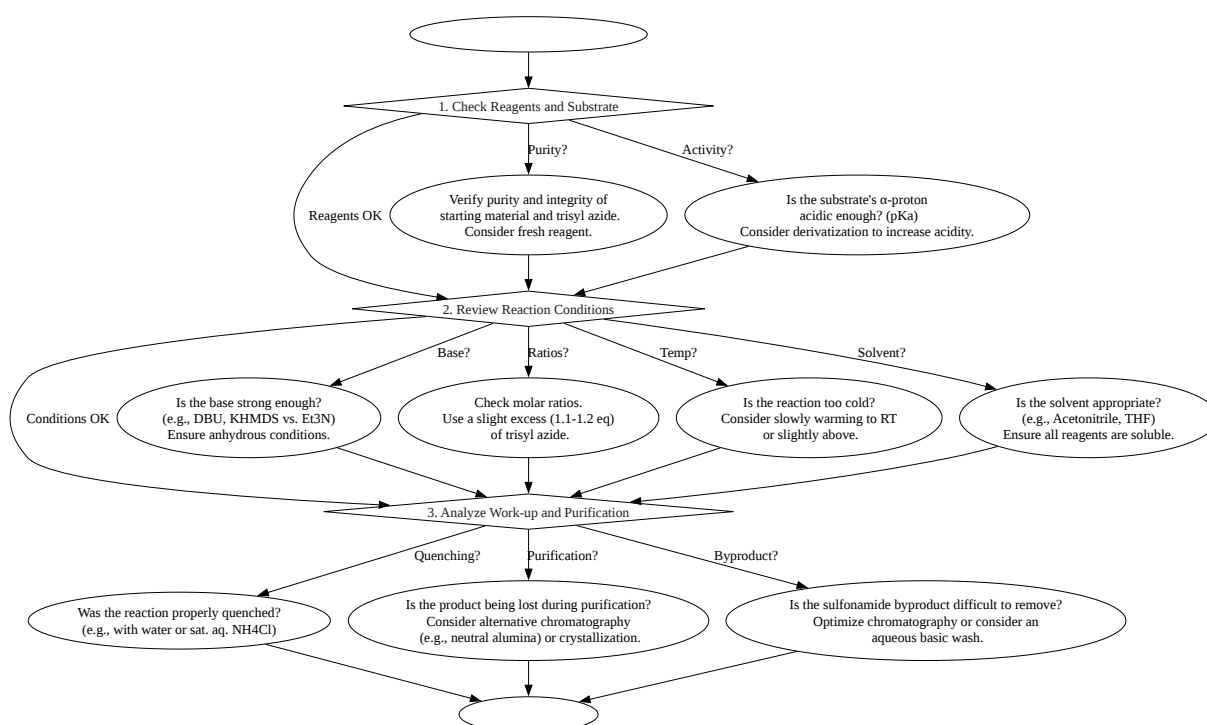 1. Check Reagents and Substrate
Purity?
Activity?
Reagents OK
Verify purity and integrity of
starting material and trisyl azide.
Consider fresh reagent.
Is the substrate's α-proton
acidic enough? (pKa)
Consider derivatization to increase acidity.
2. Review Reaction Conditions
Base?
Ratios?
Temp?
Solvent?
Conditions OK
Is the base strong enough?
(e.g., DBU, KHMDS vs. Et3N)
Ensure anhydrous conditions.
Check molar ratios.
Use a slight excess (1.1-1.2 eq)
of trisyl azide.
Is the reaction too cold?
Consider slowly warming to RT
or slightly above.
Is the solvent appropriate?
(e.g., Acetonitrile, THF)
Ensure all reagents are soluble.
3. Analyze Work-up and Purification
Quenching?
Purification?
Byproduct?
Was the reaction properly quenched?
(e.g., with water or sat. aq. NH4Cl)
Is the product being lost during purification?
Consider alternative chromatography
(e.g., neutral alumina) or crystallization.
Is the sulfonamide byproduct difficult to remove?
Optimize chromatography or consider an
aqueous basic wash.